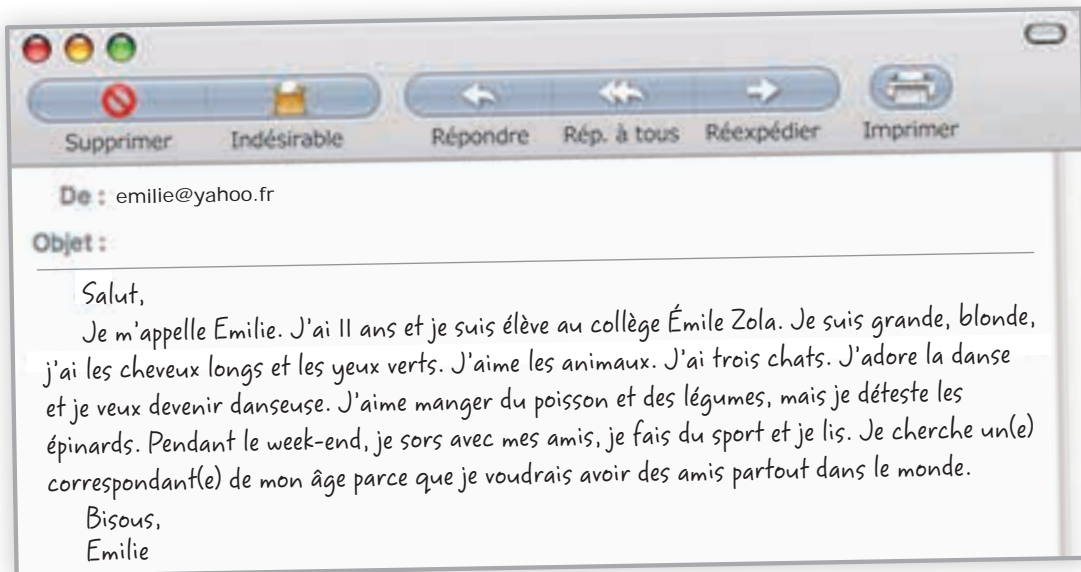 Supprimer Indésirable Répondre Rép. à tous Réexpédier Imprimer
De : emilie@yahoo.fr
Objet :
Salut,
Je m'appelle Emilie. J'ai 11 ans et je suis élève au collège Émile Zola. Je suis grande, blonde,
j'ai les cheveux longs et les yeux verts. J'aime les animaux. J'ai trois chats. J'adore la danse
et je veux devenir danseuse. J'aime manger du poisson et des légumes, mais je déteste les
épinards. Pendant le week-end, je sors avec mes amis, je fais du sport et je lis. Je cherche un(e)
correspondant(e) de mon âge parce que je voudrais avoir des amis partout dans le monde.
Bisous,
Emilie